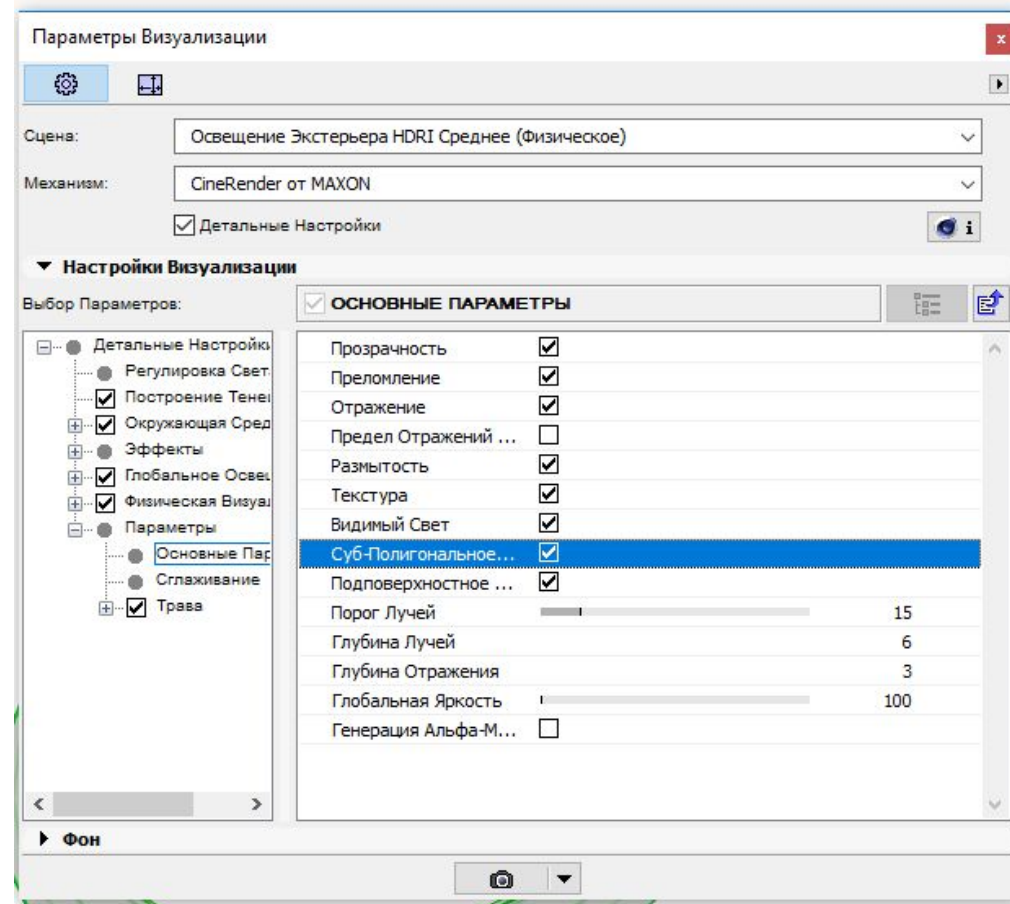 Параметры Визуализации
Сцена: Освещение Экстерьера HDRI Среднее (Физическое)
Механизм: CineRender от MAXON
Детальные Настройки
i
Настройки Визуализации
Выбор Параметров: ОСНОВНЫЕ ПАРАМЕТРЫ
Детальные Настройки
Регулировка Свет
Построение Тенеи
Окружающая Сред
Эффекты
Глобальное Освец
Физическая Визуа
Параметры
Основные Пар
Сглаживание
Трава
Прозрачность
Преломление
Отражение
Предел Отражений ...
Размытость
Текстура
Видимый Свет
Суб-Полигональное...
Подповерхностное ...
Порог Лучей 15
Глубина Лучей 6
Глубина Отражения 3
Глобальная Яркость 100
Генерация Альфа-М...
Фон